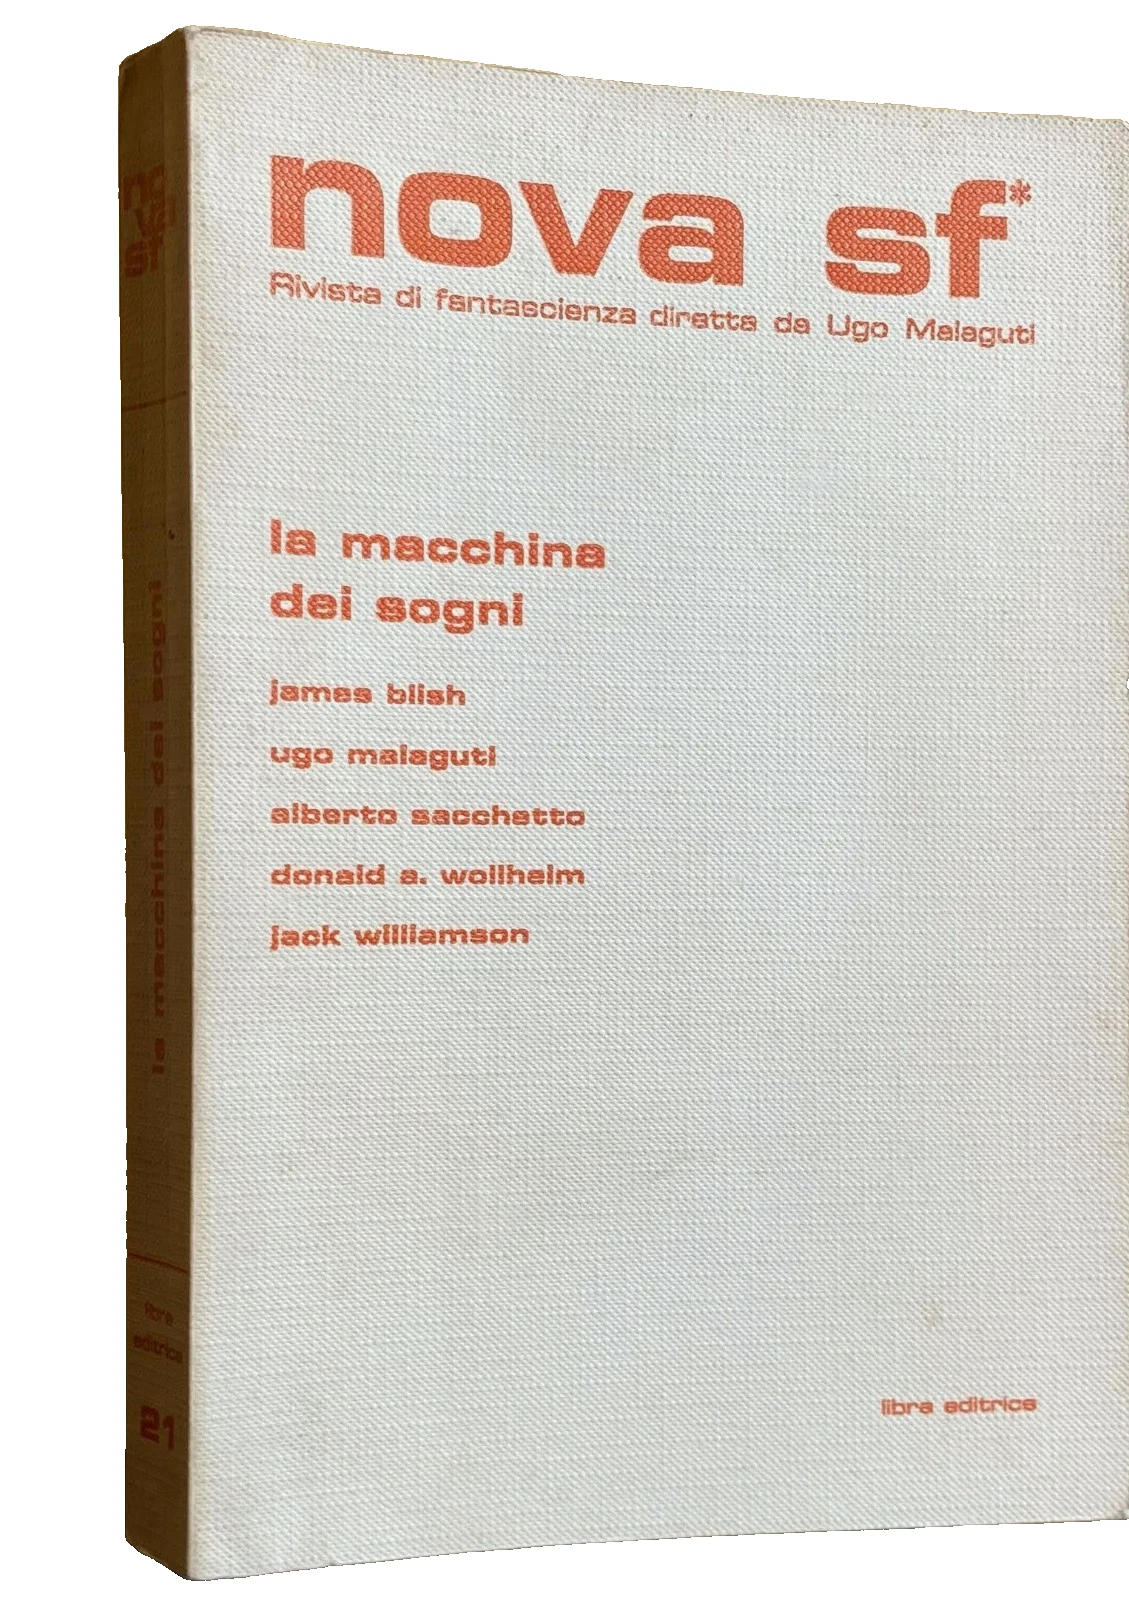 nova sf*
Rivista di fantascienza diretta da Ugo Malaguti
la macchina
dei sogni
james blish
ugo malaguti
alberto sacchetto
donald a. wollheim
jack williamson
libra editrice
nova
sf
la macchina dei sogni
libra
editrice
21